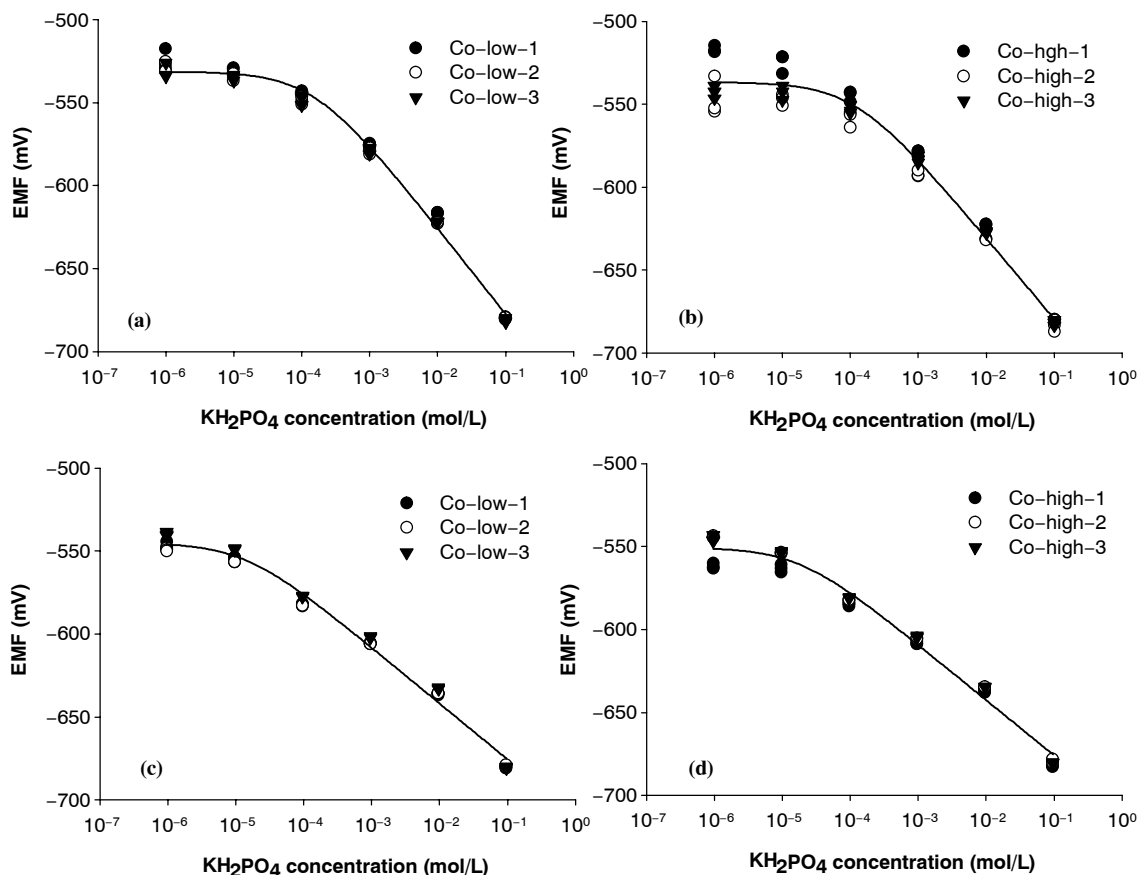 −500
−550
−600
−650
−700
EMF (mV)
Co−low−1
Co−low−2
Co−low−3
(a)
10⁻⁷ 10⁻⁶ 10⁻⁵ 10⁻⁴ 10⁻³ 10⁻² 10⁻¹ 10⁰
KH₂PO₄ concentration (mol/L)
−500
−550
−600
−650
−700
EMF (mV)
Co−hgh−1
Co−high−2
Co−high−3
(b)
10⁻⁷ 10⁻⁶ 10⁻⁵ 10⁻⁴ 10⁻³ 10⁻² 10⁻¹ 10⁰
KH₂PO₄ concentration (mol/L)
−500
−550
−600
−650
−700
EMF (mV)
Co−low−1
Co−low−2
Co−low−3
(c)
10⁻⁷ 10⁻⁶ 10⁻⁵ 10⁻⁴ 10⁻³ 10⁻² 10⁻¹ 10⁰
KH₂PO₄ concentration (mol/L)
−500
−550
−600
−650
−700
EMF (mV)
Co−high−1
Co−high−2
Co−high−3
(d)
10⁻⁷ 10⁻⁶ 10⁻⁵ 10⁻⁴ 10⁻³ 10⁻² 10⁻¹ 10⁰
KH₂PO₄ concentration (mol/L)